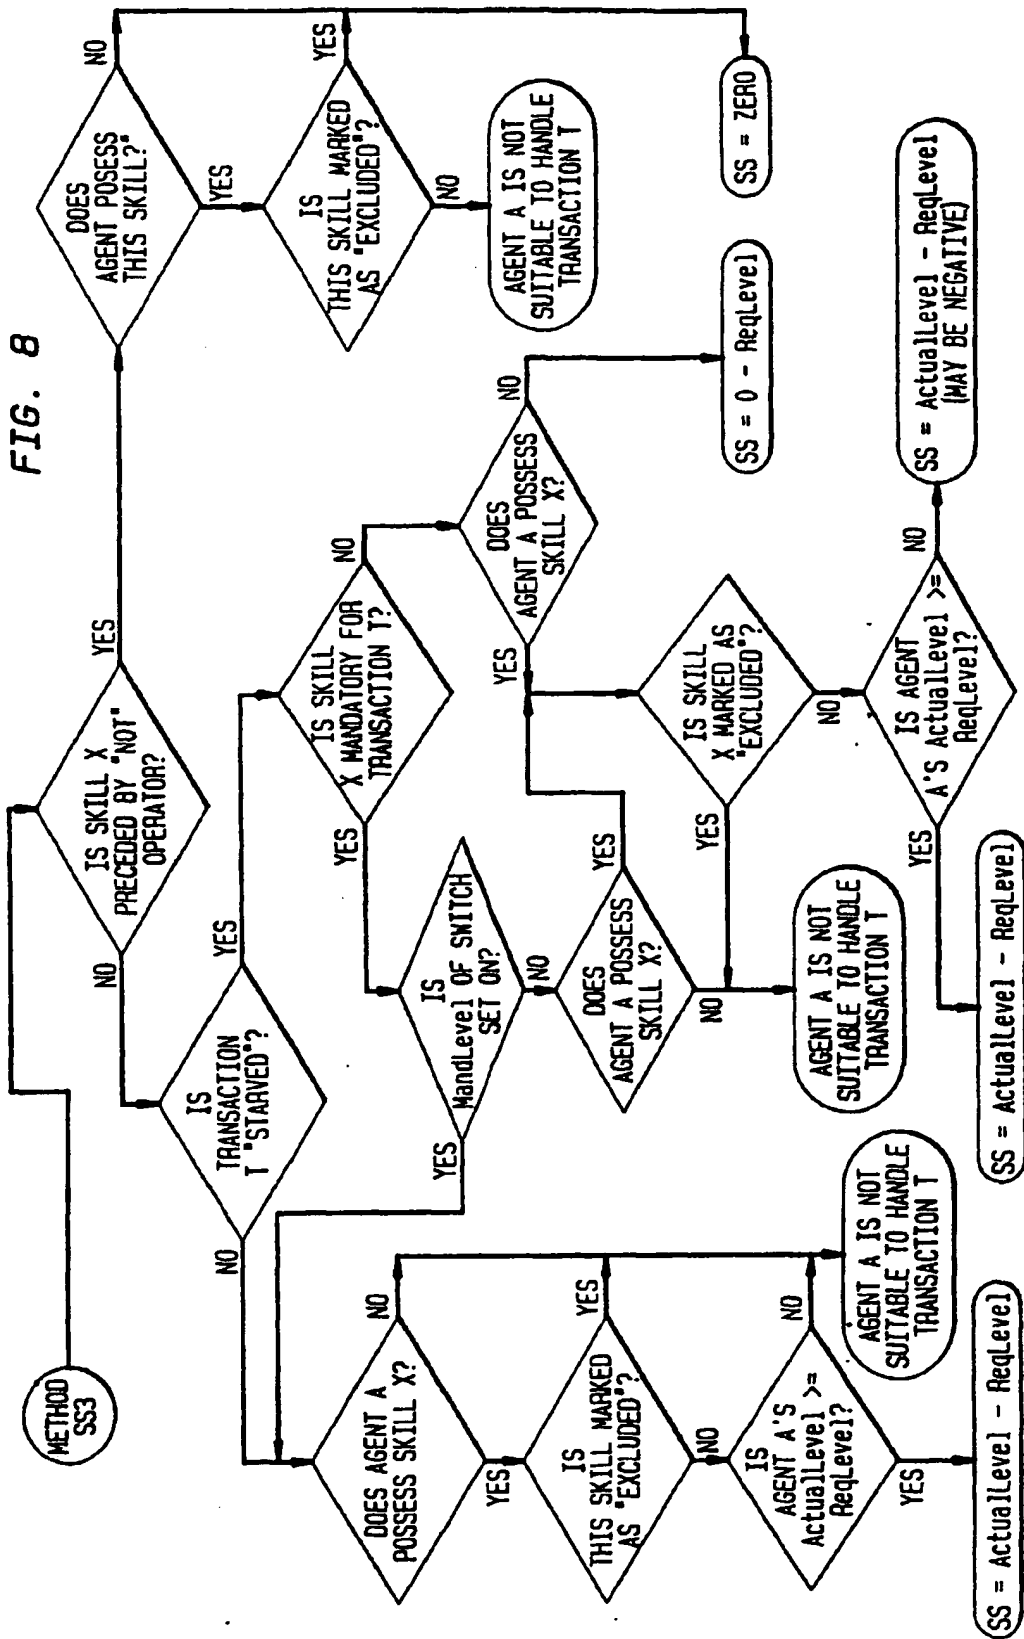 FIG. 8
METHOD
SS3
IS SKILL X
PRECEDED BY "NOT"
OPERATOR?
NO
YES
DOES
AGENT POSESS
THIS SKILL?"
NO
YES
IS
THIS SKILL MARKED
AS "EXCLUDED"?
YES
NO
AGENT A IS NOT
SUITABLE TO HANDLE
TRANSACTION T
SS = ZERO
IS
TRANSACTION
T "STARVED"?
NO
YES
IS SKILL
X MANDATORY FOR
TRANSACTION T?
YES
NO
IS
MandLevel OF SWITCH
SET ON?
YES
NO
DOES
AGENT A POSSESS
SKILL X?
YES
NO
DOES
AGENT A POSSESS
SKILL X?
YES
NO
SS = 0 - ReqLevel
IS SKILL
X MARKED AS
"EXCLUDED"?
YES
NO
AGENT A IS NOT
SUITABLE TO HANDLE
TRANSACTION T
IS AGENT
A'S ActualLevel >=
ReqLevel?
YES
NO
SS = ActualLevel - ReqLevel
SS = ActualLevel - ReqLevel
(MAY BE NEGATIVE)
DOES AGENT A
POSSESS SKILL X?
NO
YES
IS
THIS SKILL MARKED
AS "EXCLUDED"?
YES
NO
IS
AGENT A'S
ActualLevel >=
ReqLevel?
NO
YES
AGENT A IS NOT
SUITABLE TO HANDLE
TRANSACTION T
SS = ActualLevel - ReqLevel